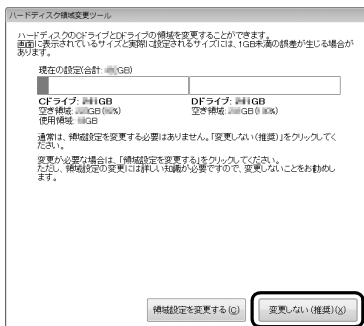 ハードディスク領域変更ツール
ハードディスクのCドライブとDドライブの領域を変更することができます。
画面に表示されているサイズと実際に設定されるサイズには、1GB未満の誤差が生じる場合が
あります。
現在の設定(合計: GB)
Cドライブ: GB
空き領域: GB( %)
使用領域: GB
Dドライブ: GB
空き領域: GB( %)
通常は、領域設定を変更する必要はありません。「変更しない(推奨)」をクリックしてく
ださい。
変更が必要な場合は、「領域設定を変更する」をクリックしてください。
ただし、領域設定の変更には詳しい知識が必要ですので、変更しないことをお勧めし
ます。
領域設定を変更する(C)
変更しない(推奨)(X)